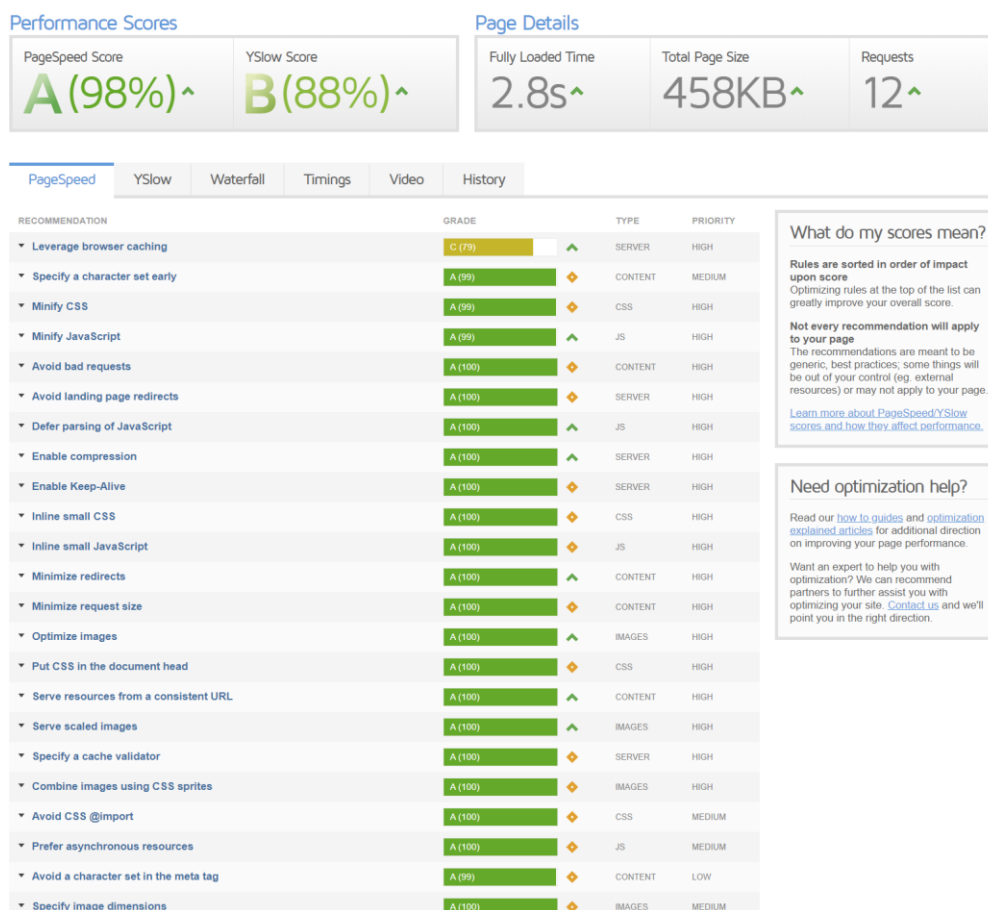 Performance Scores
Page Details
PageSpeed Score
YSlow Score
Fully Loaded Time
Total Page Size
Requests
A (98%)
B (88%)
2.8s
458KB
12
PageSpeed YSlow Waterfall Timings Video History
RECOMMENDATION GRADE TYPE PRIORITY
Leverage browser caching C (79) SERVER HIGH
Specify a character set early A (99) CONTENT MEDIUM
Minify CSS A (99) CSS HIGH
Minify JavaScript A (99) JS HIGH
Avoid bad requests A (100) CONTENT HIGH
Avoid landing page redirects A (100) SERVER HIGH
Defer parsing of JavaScript A (100) JS HIGH
Enable compression A (100) SERVER HIGH
Enable Keep-Alive A (100) SERVER HIGH
Inline small CSS A (100) CSS HIGH
Inline small JavaScript A (100) JS HIGH
Minimize redirects A (100) CONTENT HIGH
Minimize request size A (100) CONTENT HIGH
Optimize images A (100) IMAGES HIGH
Put CSS in the document head A (100) CSS HIGH
Serve resources from a consistent URL A (100) CONTENT HIGH
Serve scaled images A (100) IMAGES HIGH
Specify a cache validator A (100) SERVER HIGH
Combine images using CSS sprites A (100) IMAGES HIGH
Avoid CSS @import A (100) CSS MEDIUM
Prefer asynchronous resources A (100) JS MEDIUM
Avoid a character set in the meta tag A (99) CONTENT LOW
Specify image dimensions A (100) IMAGES MEDIUM
What do my scores mean?
Rules are sorted in order of impact
upon score
Optimizing rules at the top of the list can
greatly improve your overall score.
Not every recommendation will apply
to your page
The recommendations are meant to be
generic, best practices; some things will
be out of your control (eg. external
resources) or may not apply to your page.
Learn more about PageSpeed/YSlow
scores and how they affect performance.
Need optimization help?
Read our how to guides and optimization
explained articles for additional direction
on improving your page performance.
Want an expert to help you with
optimization? We can recommend
partners to further assist you with
optimizing your site. Contact us and we'll
point you in the right direction.